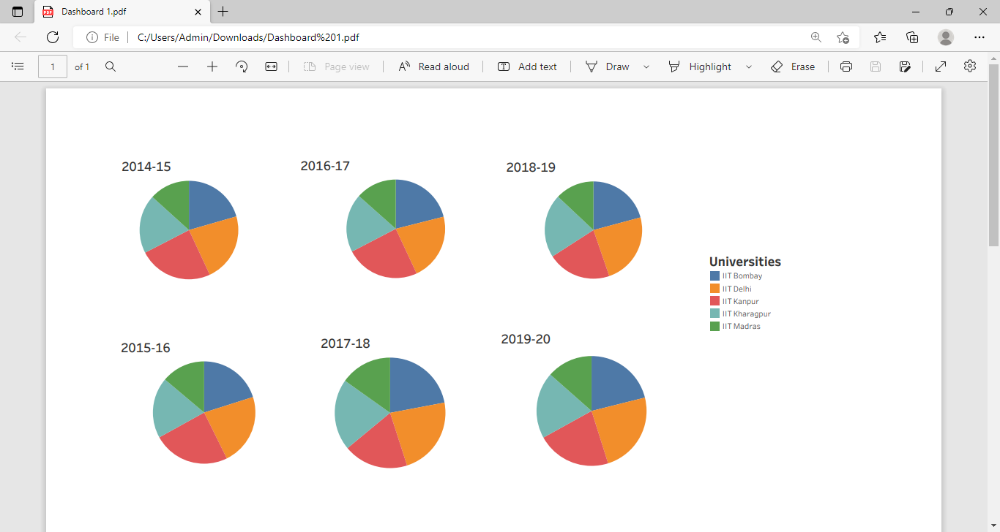 Dashboard 1.pdf
File C:/Users/Admin/Downloads/Dashboard%201.pdf
1 of 1 Page view Read aloud Add text Draw Highlight Erase
2014-15 2016-17 2018-19
Universities
IIT Bombay
IIT Delhi
IIT Kanpur
IIT Kharagpur
IIT Madras
2015-16 2017-18 2019-20